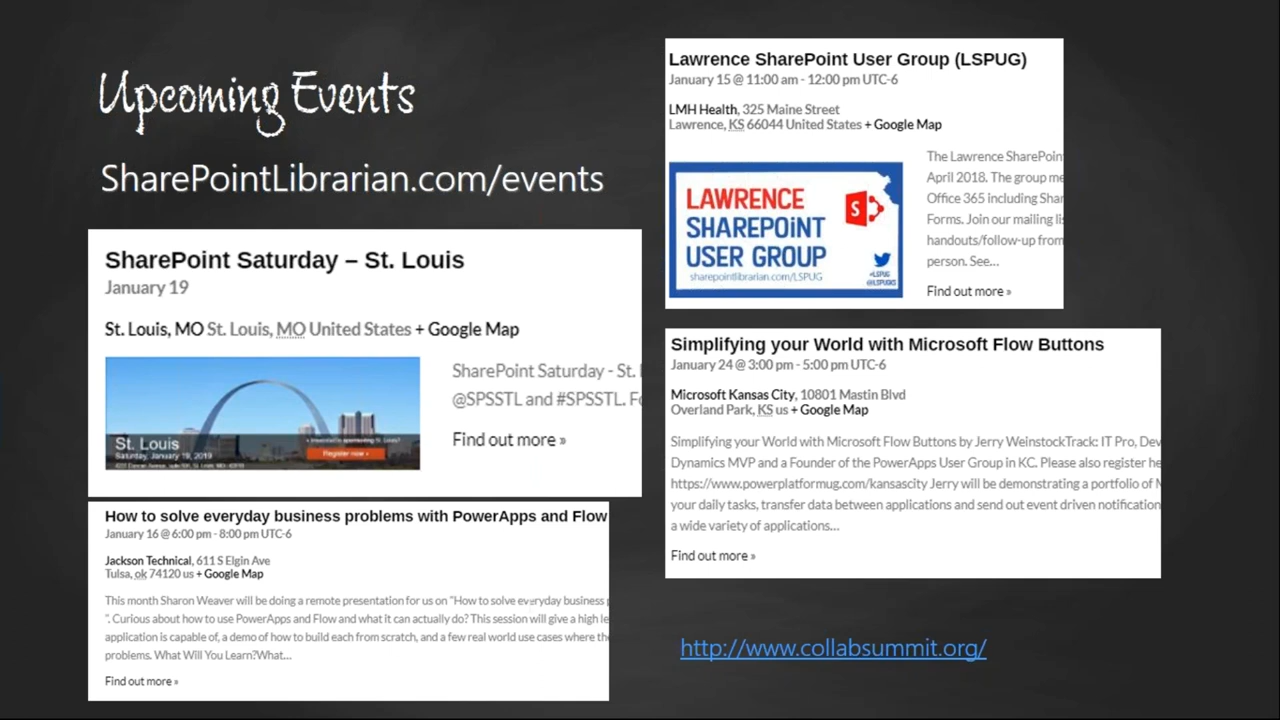 Upcoming Events
SharePointLibrarian.com/events
SharePoint Saturday – St. Louis
January 19
St. Louis, MO St. Louis, MO United States + Google Map
St. Louis
Saturday, January 19, 2019
Register now »
SharePoint Saturday - St.
@SPSSTL and #SPSSTL. Fo
Find out more »
How to solve everyday business problems with PowerApps and Flow
January 16 @ 6:00 pm - 8:00 pm UTC-6
Jackson Technical, 611 S Elgin Ave
Tulsa, ok 74120 us + Google Map
This month Sharon Weaver will be doing a remote presentation for us on "How to solve everyday business p
". Curious about how to use PowerApps and Flow and what it can actually do? This session will give a high le
application is capable of, a demo of how to build each from scratch, and a few real world use cases where the
problems. What Will You Learn?What...
Find out more »
Lawrence SharePoint User Group (LSPUG)
January 15 @ 11:00 am - 12:00 pm UTC-6
LMH Health, 325 Maine Street
Lawrence, KS 66044 United States + Google Map
LAWRENCE
SHAREPOiNT
USER GROUP
sharepointlibrarian.com/LSPUG
#LSPUG
@LSPUGKS
The Lawrence SharePoin
April 2018. The group me
Office 365 including Shar
Forms. Join our mailing lis
handouts/follow-up from
person. See...
Find out more »
Simplifying your World with Microsoft Flow Buttons
January 24 @ 3:00 pm - 5:00 pm UTC-6
Microsoft Kansas City, 10801 Mastin Blvd
Overland Park, KS us + Google Map
Simplifying your World with Microsoft Flow Buttons by Jerry WeinstockTrack: IT Pro, Dev
Dynamics MVP and a Founder of the PowerApps User Group in KC. Please also register he
https://www.powerplatformug.com/kansascity Jerry will be demonstrating a portfolio of M
your daily tasks, transfer data between applications and send out event driven notification
a wide variety of applications...
Find out more »
http://www.collabsummit.org/